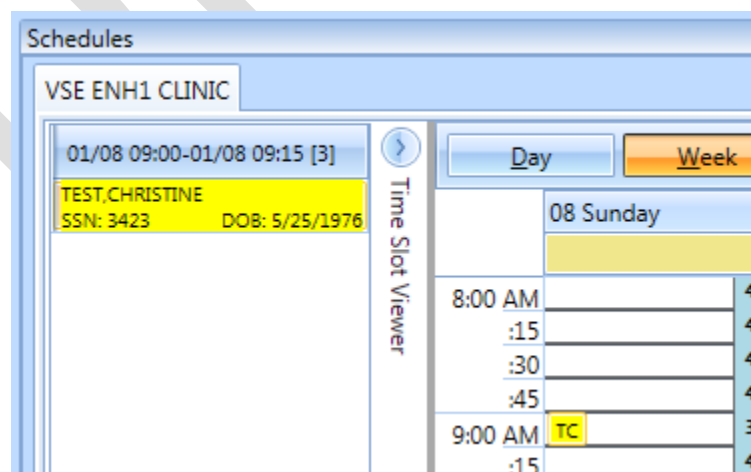 Schedules
VSE ENH1 CLINIC
01/08 09:00-01/08 09:15 [3]
TEST,CHRISTINE
SSN: 3423 DOB: 5/25/1976
Time Slot Viewer
Day Week
08 Sunday
8:00 AM
:15
:30
:45
9:00 AM TC
:15